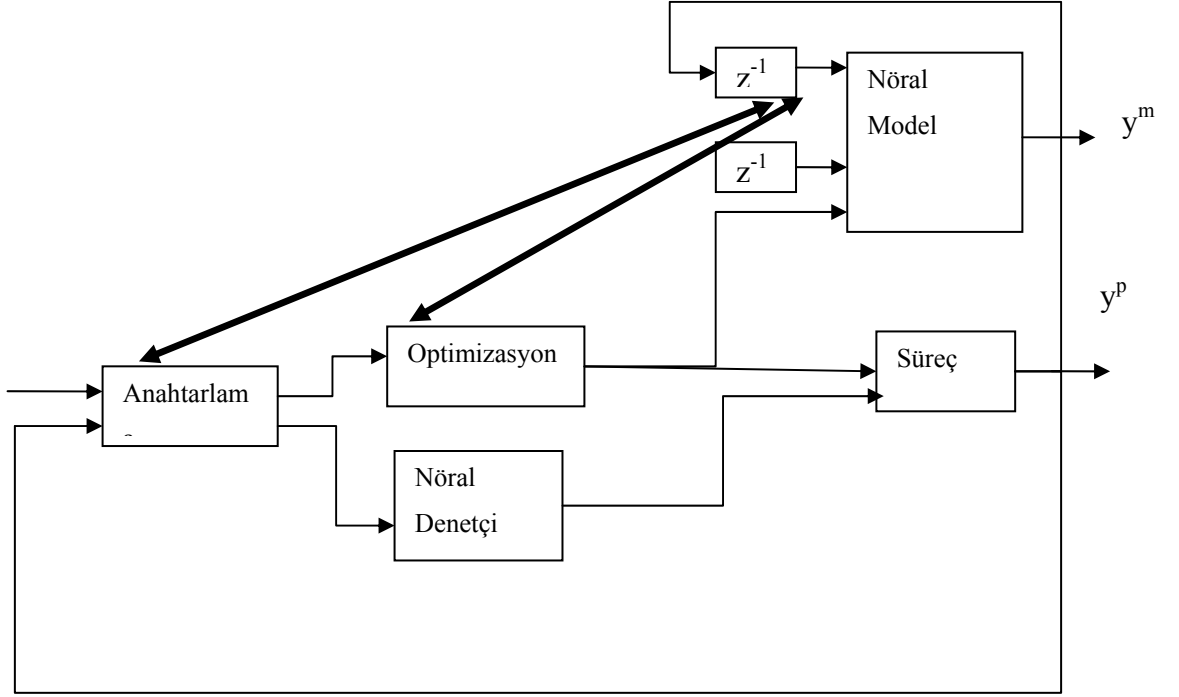 z⁻¹
Nöral
Model
yᵐ
z⁻¹
yᵖ
Optimizasyon
Süreç
Anahtarlam
Nöral
Denetçi